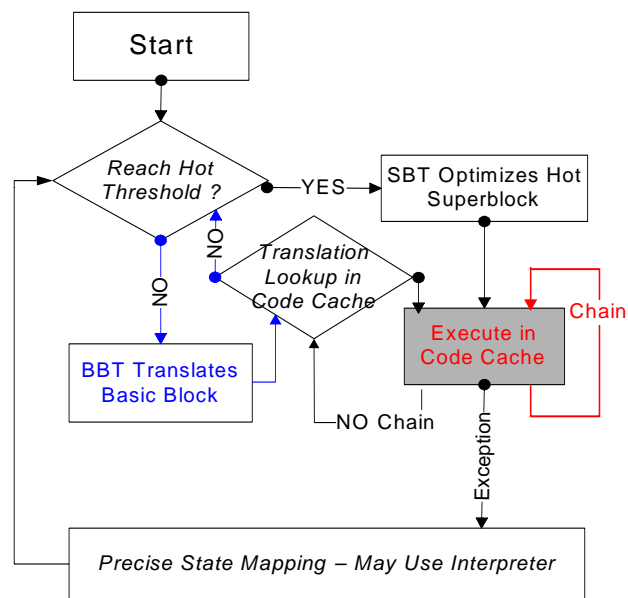 Start
Reach Hot
Threshold ?
YES
SBT Optimizes Hot
Superblock
NO
Translation
Lookup in
Code Cache
NO
BBT Translates
Basic Block
Execute in
Code Cache
Chain
NO Chain
Exception
Precise State Mapping – May Use Interpreter